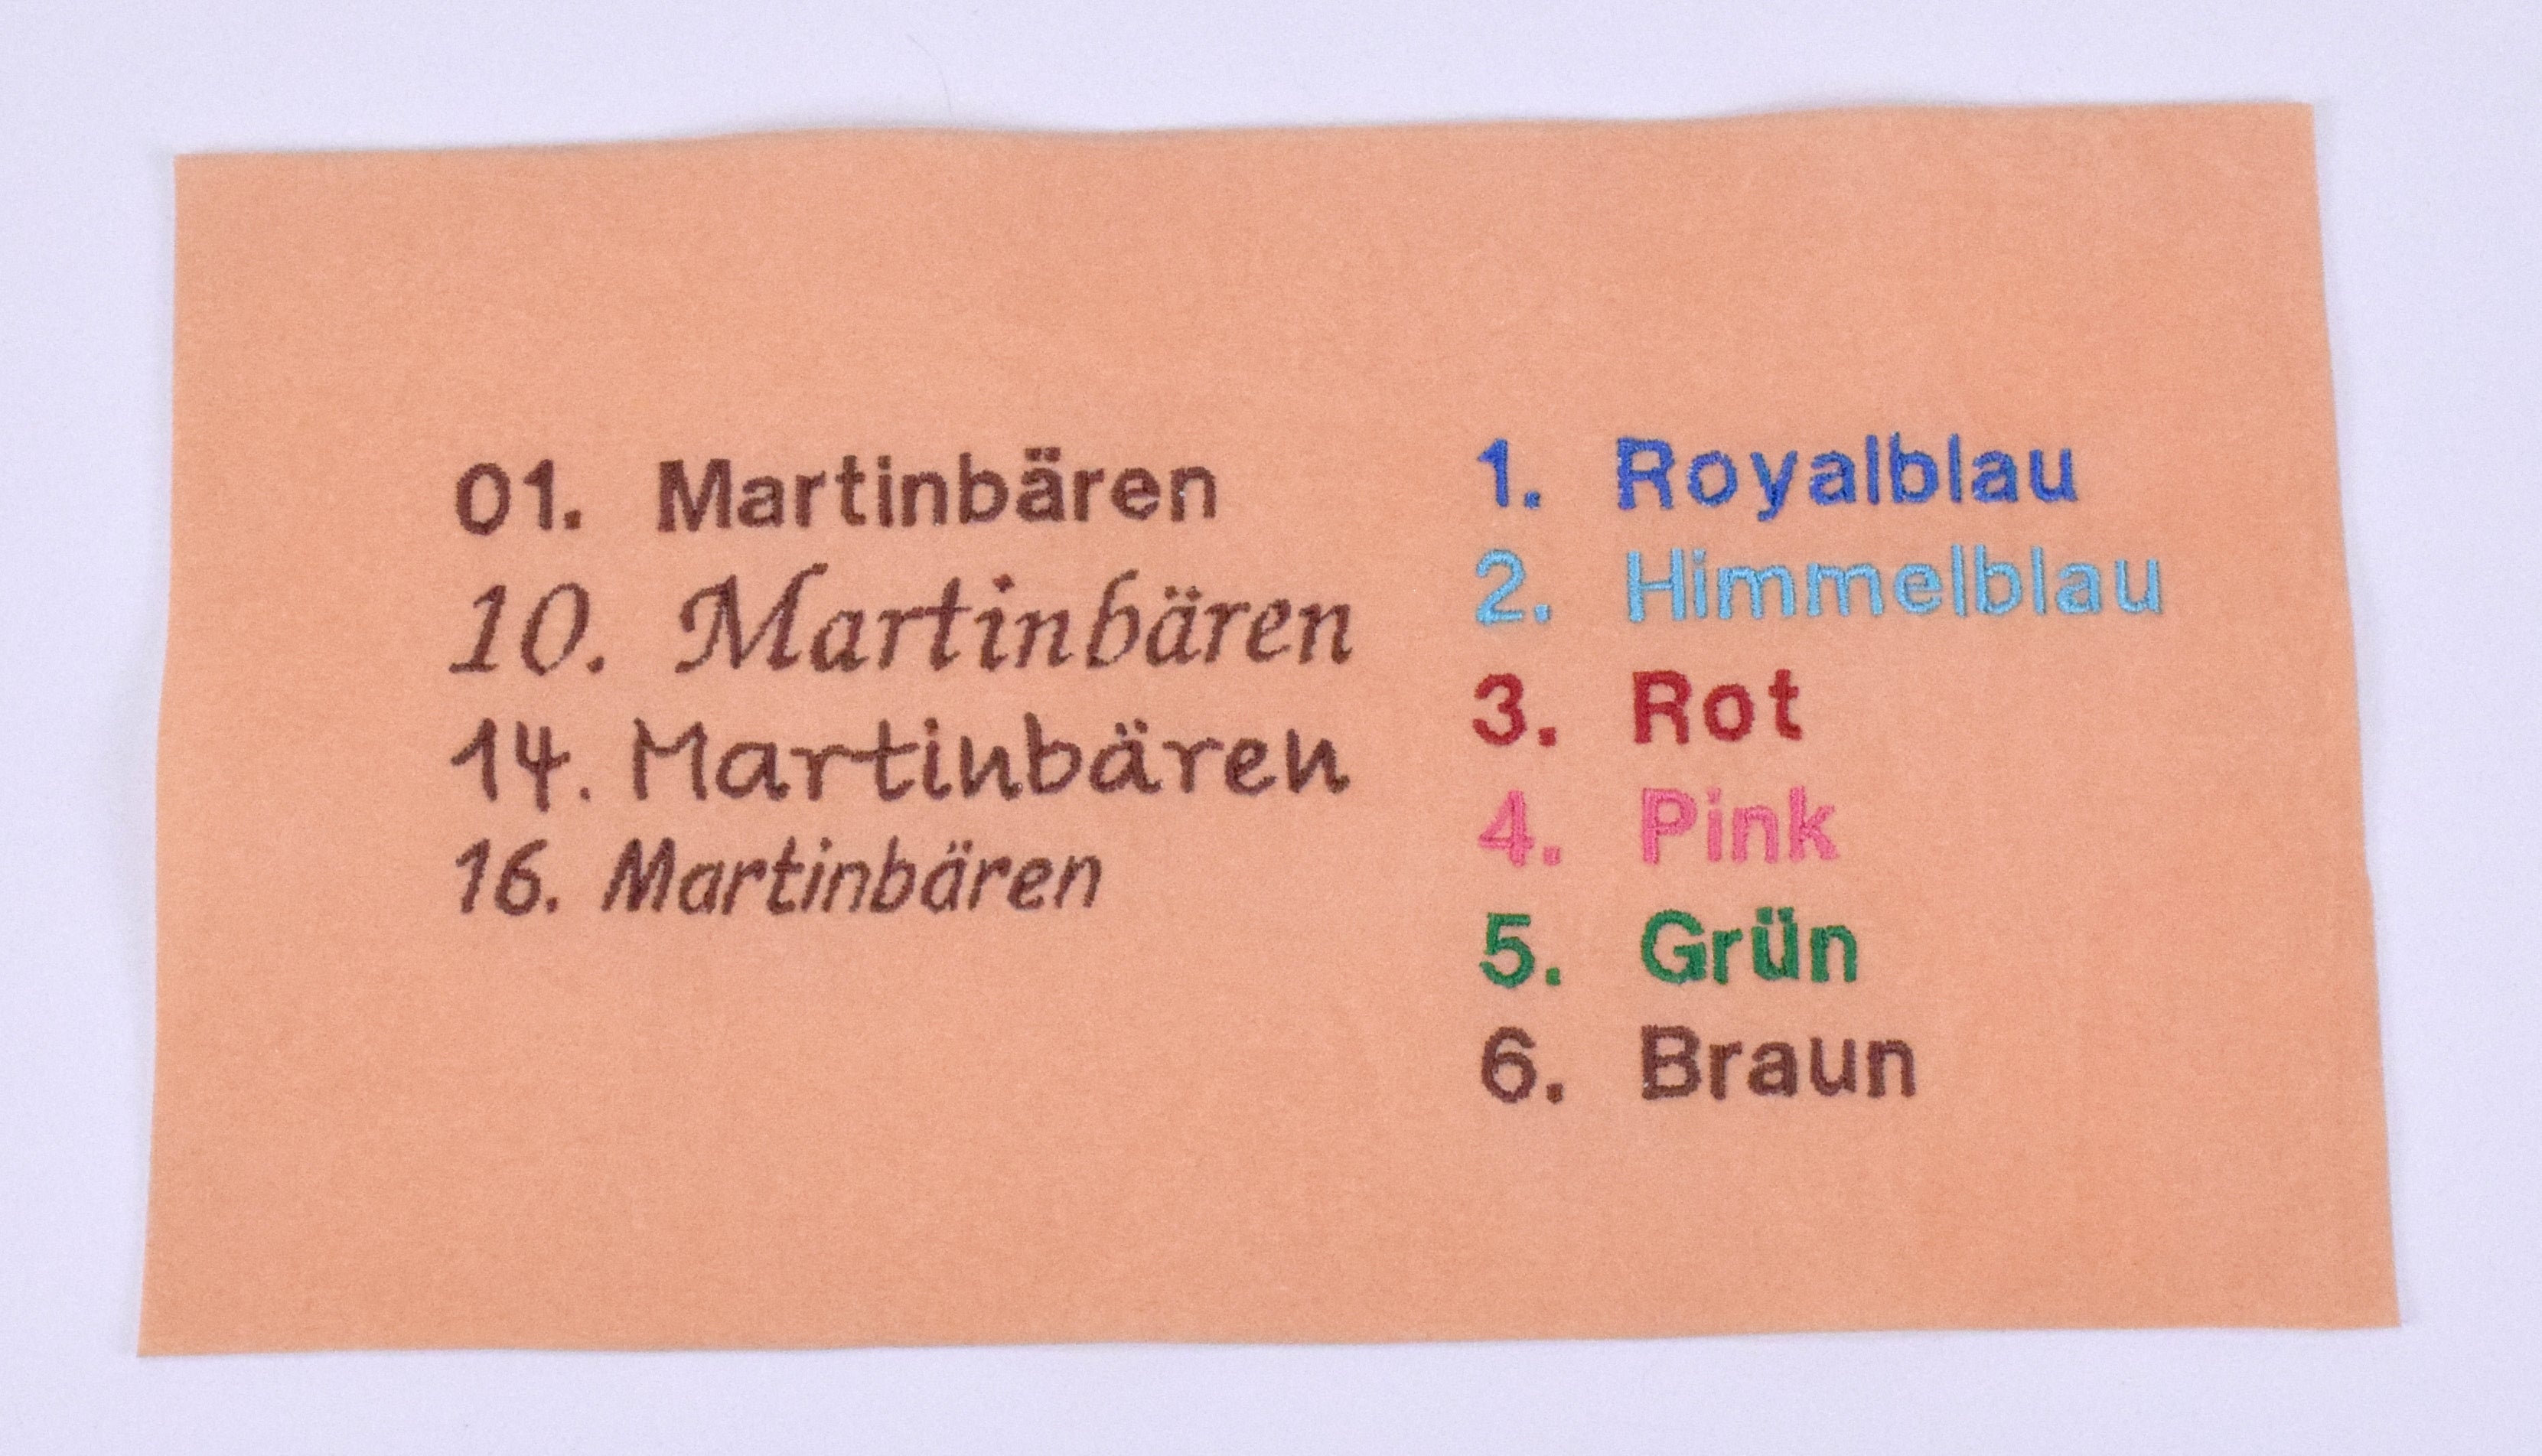 01. Martinbären
10. Martinbären
14. Martinbären
16. Martinbären
1. Royalblau
2. Himmelblau
3. Rot
4. Pink
5. Grün
6. Braun